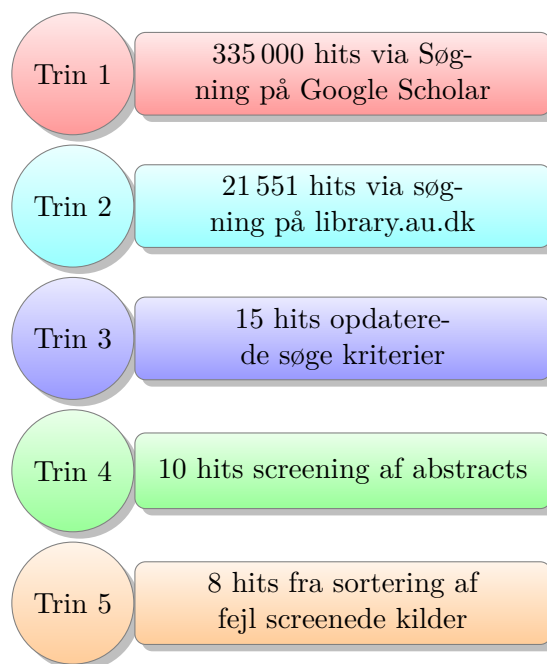 Trin 1
335 000 hits via Søg-
ning på Google Scholar
Trin 2
21 551 hits via søg-
ning på library.au.dk
Trin 3
15 hits opdatere-
de søge kriterier
Trin 4
10 hits screening af abstracts
Trin 5
8 hits fra sortering af
fejl screenede kilder